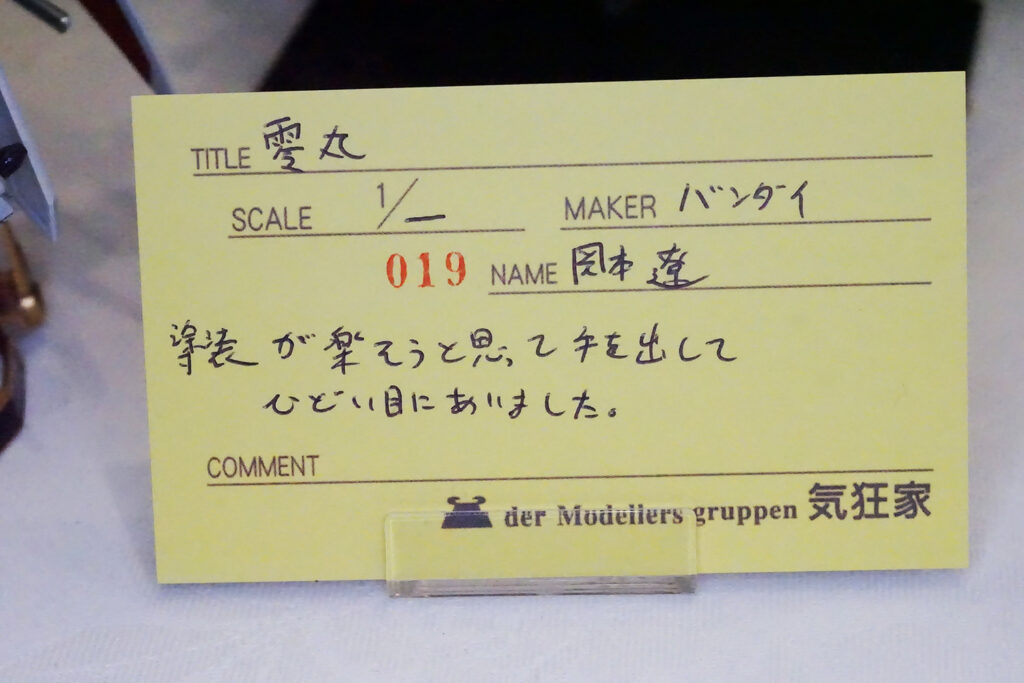 TITLE 零丸
SCALE 1/— MAKER バンダイ
019 NAME 岡本 遼
塗装が楽そうと思って手を出して
ひどい目にあいました。
COMMENT
der Modellers gruppen 気狂家